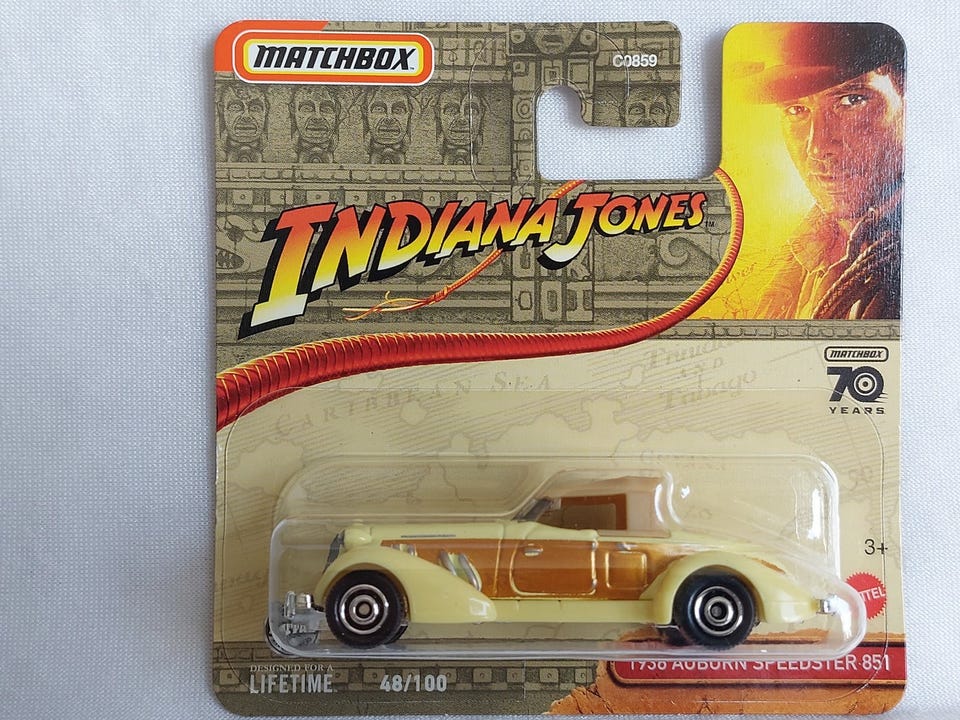 MATCHBOX
C0859
INDIANA JONES™
CARIBBEAN SEA
Trinidad
AND
Tobago
MATCHBOX
70
YEARS
3+
1936 AUBURN SPEEDSTER 851
DESIGNED FOR A
LIFETIME
48/100